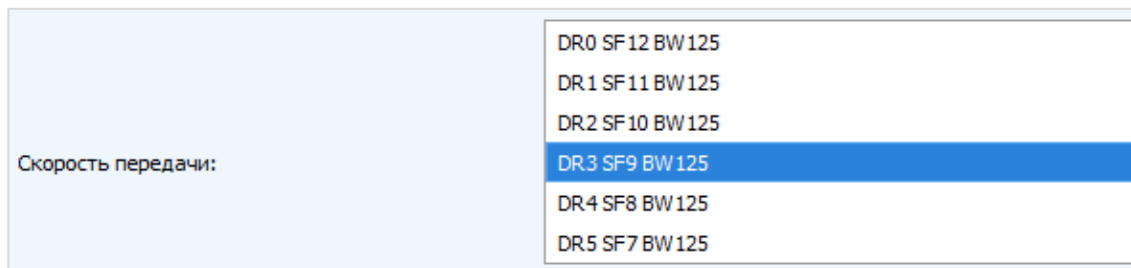 DR0 SF12 BW125
DR1 SF11 BW125
DR2 SF10 BW125
Скорость передачи:
DR3 SF9 BW125
DR4 SF8 BW125
DR5 SF7 BW125